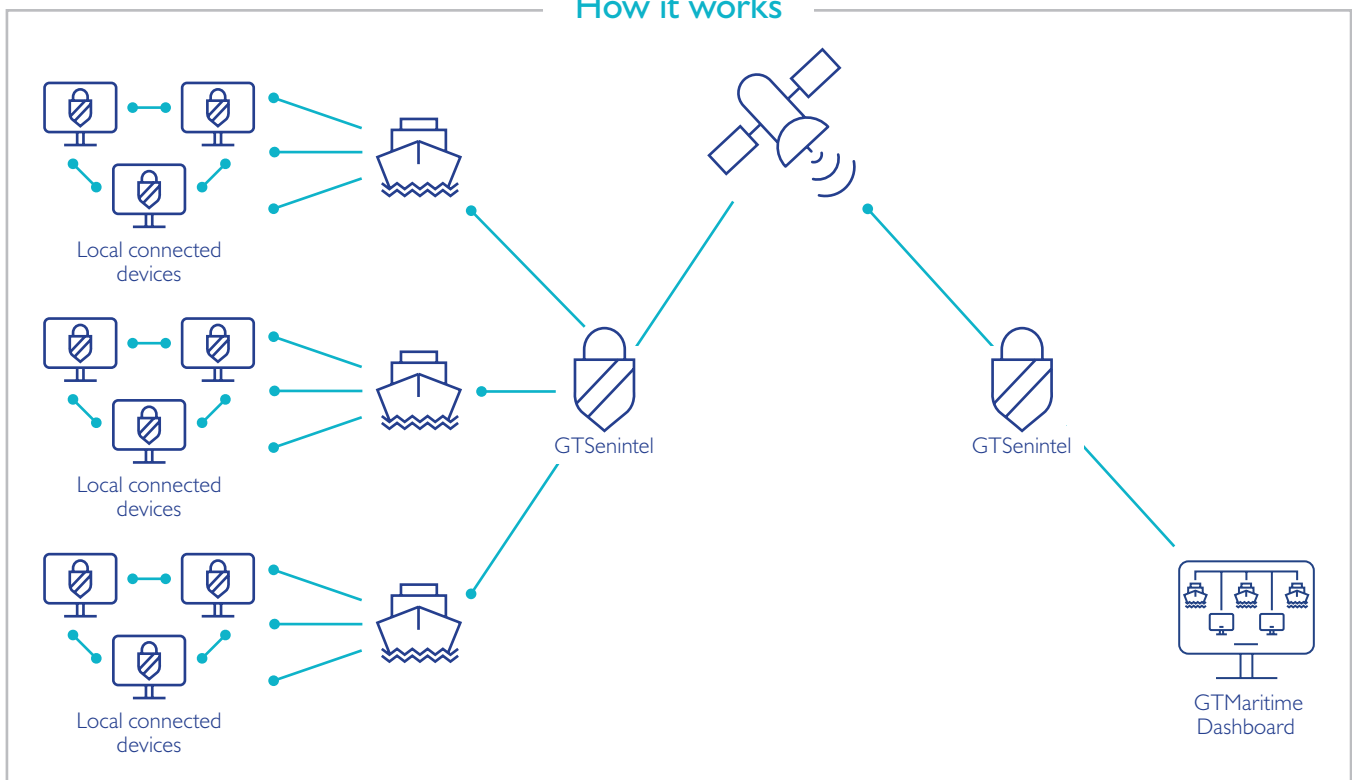 How it works
Local connected
devices
Local connected
devices
Local connected
devices
GTSenintel
GTSenintel
GTMaritime
Dashboard